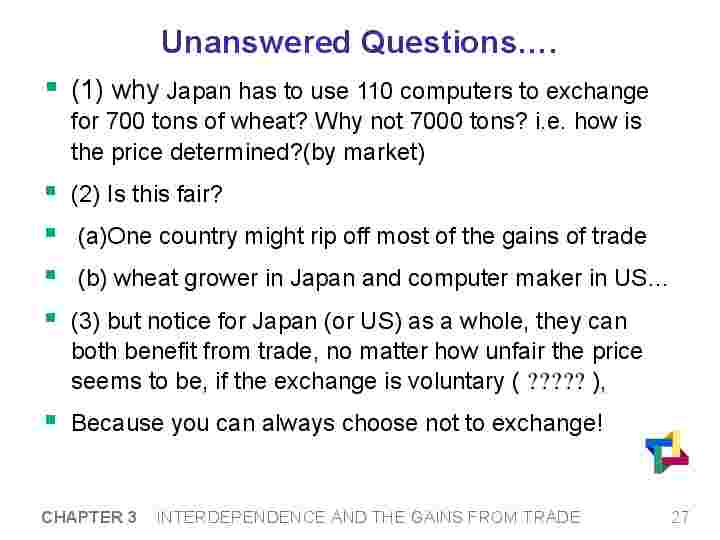 Unanswered Questions….
(1) why Japan has to use 110 computers to exchange
for 700 tons of wheat? Why not 7000 tons? i.e. how is
the price determined?(by market)
(2) Is this fair?
(a)One country might rip off most of the gains of trade
(b) wheat grower in Japan and computer maker in US…
(3) but notice for Japan (or US) as a whole, they can
both benefit from trade, no matter how unfair the price
seems to be, if the exchange is voluntary ( ????? ),
Because you can always choose not to exchange!
CHAPTER 3 INTERDEPENDENCE AND THE GAINS FROM TRADE 27